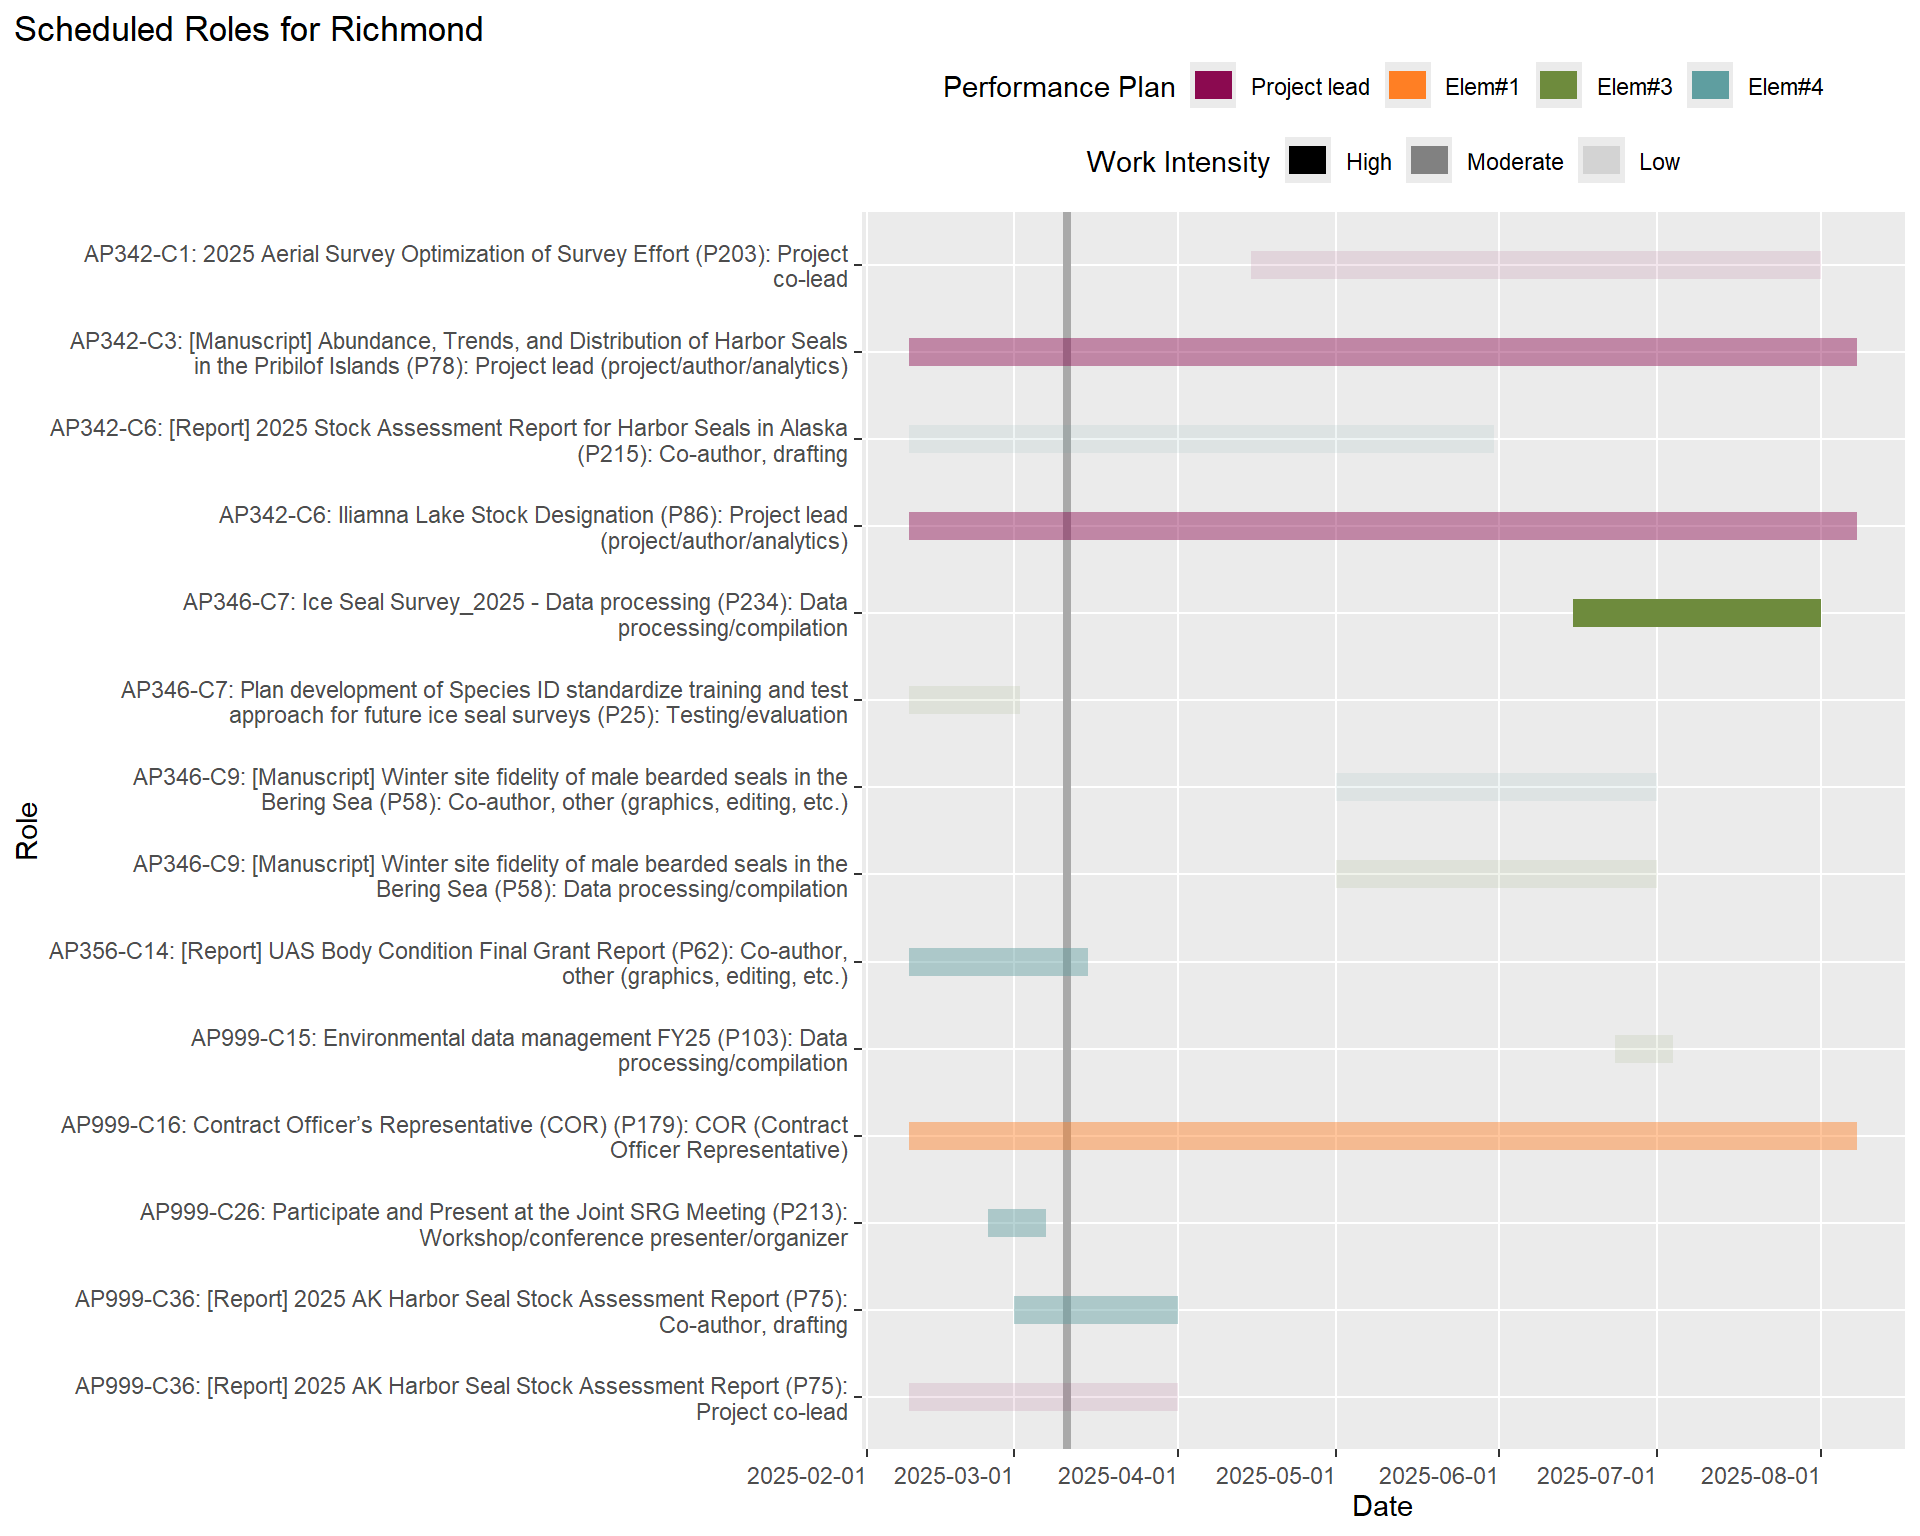 Scheduled Roles for Richmond
Performance Plan Project lead Elem#1 Elem#3 Elem#4
Work Intensity High Moderate Low
AP342-C1: 2025 Aerial Survey Optimization of Survey Effort (P203): Project
co-lead
AP342-C3: [Manuscript] Abundance, Trends, and Distribution of Harbor Seals
in the Pribilof Islands (P78): Project lead (project/author/analytics)
AP342-C6: [Report] 2025 Stock Assessment Report for Harbor Seals in Alaska
(P215): Co-author, drafting
AP342-C6: Iliamna Lake Stock Designation (P86): Project lead
(project/author/analytics)
AP346-C7: Ice Seal Survey_2025 - Data processing (P234): Data
processing/compilation
AP346-C7: Plan development of Species ID standardize training and test
approach for future ice seal surveys (P25): Testing/evaluation
AP346-C9: [Manuscript] Winter site fidelity of male bearded seals in the
Bering Sea (P58): Co-author, other (graphics, editing, etc.)
AP346-C9: [Manuscript] Winter site fidelity of male bearded seals in the
Bering Sea (P58): Data processing/compilation
AP356-C14: [Report] UAS Body Condition Final Grant Report (P62): Co-author,
other (graphics, editing, etc.)
AP999-C15: Environmental data management FY25 (P103): Data
processing/compilation
AP999-C16: Contract Officer’s Representative (COR) (P179): COR (Contract
Officer Representative)
AP999-C26: Participate and Present at the Joint SRG Meeting (P213):
Workshop/conference presenter/organizer
AP999-C36: [Report] 2025 AK Harbor Seal Stock Assessment Report (P75):
Co-author, drafting
AP999-C36: [Report] 2025 AK Harbor Seal Stock Assessment Report (P75):
Project co-lead
Role
2025-02-01 2025-03-01 2025-04-01 2025-05-01 2025-06-01 2025-07-01 2025-08-01
Date